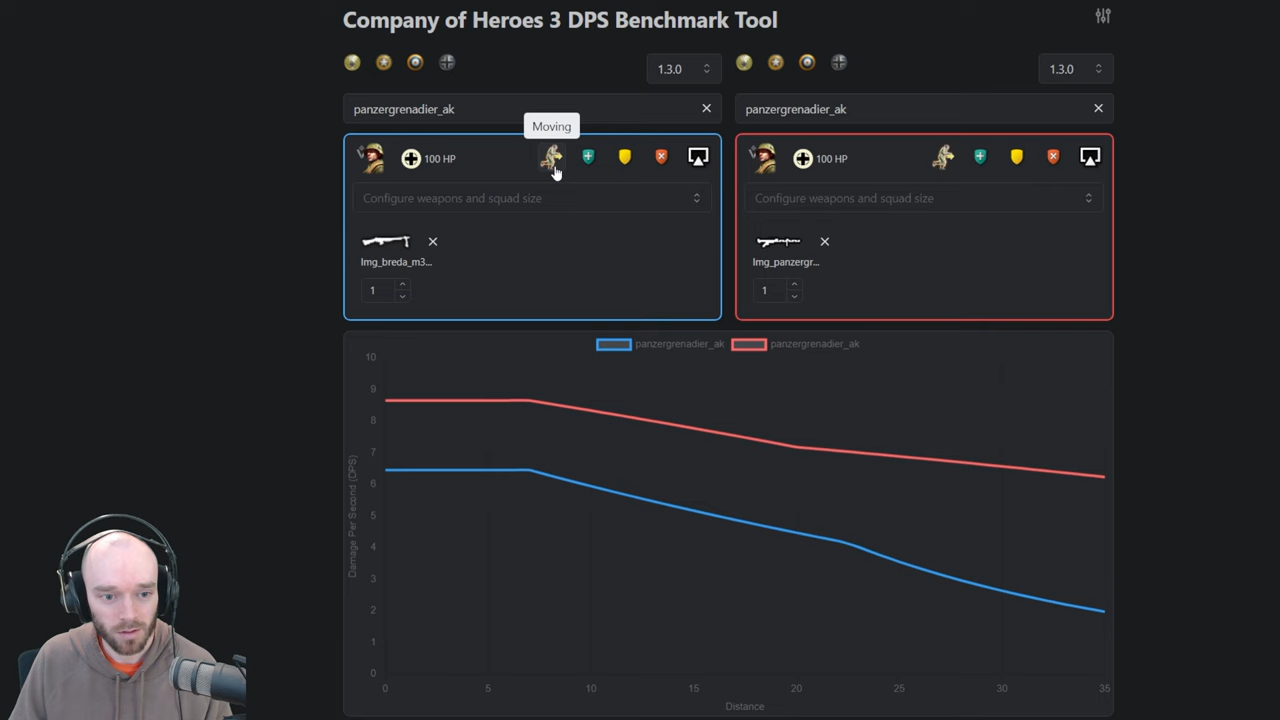 Company of Heroes 3 DPS Benchmark Tool
1.3.0
1.3.0
panzergrenadier_ak
panzergrenadier_ak
Moving
100 HP
100 HP
Configure weapons and squad size
Configure weapons and squad size
Img_breda_m3...
Img_panzergr...
1
1
panzergrenadier_ak
panzergrenadier_ak
10
9
8
7
6
5
4
3
2
1
0
Damage Per Second (DPS)
0 5 10 15 20 25 30 35
Distance